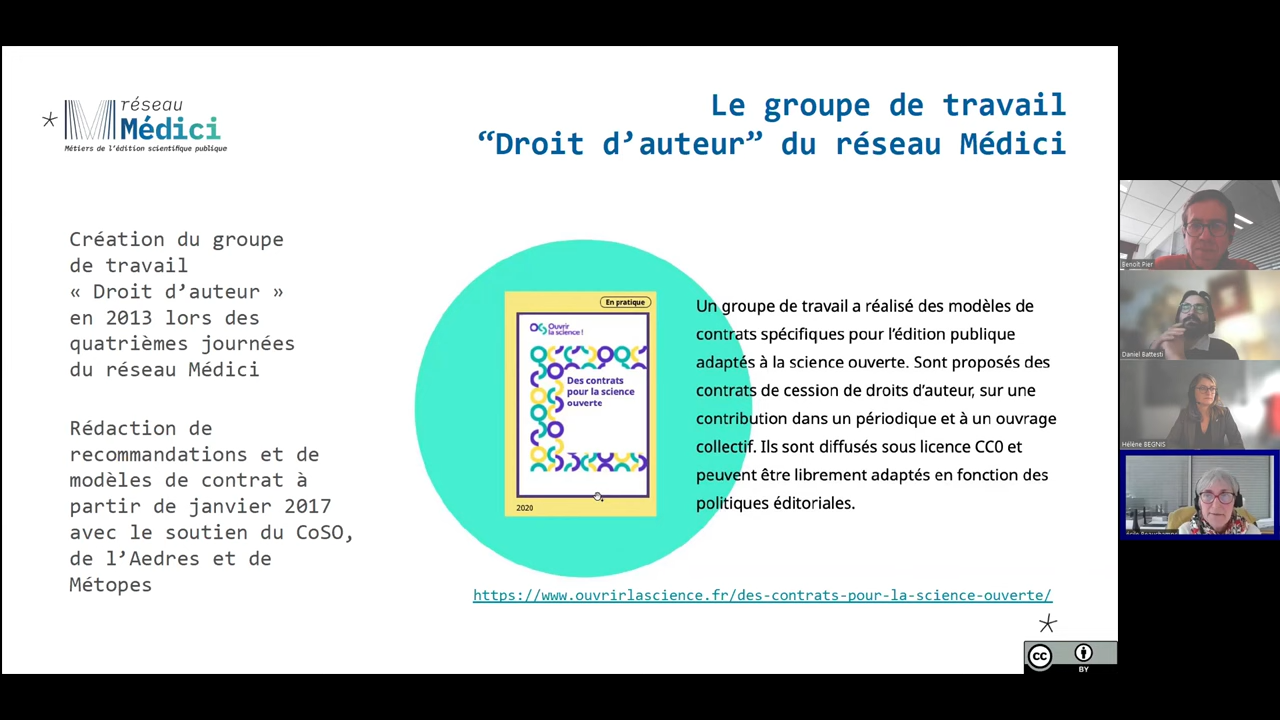 réseau
Médici
Métiers de l'édition scientifique publique
Le groupe de travail
“Droit d’auteur” du réseau Médici
Création du groupe
de travail
« Droit d’auteur »
en 2013 lors des
quatrièmes journées
du réseau Médici
Rédaction de
recommandations et de
modèles de contrat à
partir de janvier 2017
avec le soutien du CoSO,
de l’Aedres et de
Métopes
En pratique
Ouvrir
la science !
Des contrats
pour la science
ouverte
2020
Un groupe de travail a réalisé des modèles de
contrats spécifiques pour l’édition publique
adaptés à la science ouverte. Sont proposés des
contrats de cession de droits d’auteur, sur une
contribution dans un périodique et à un ouvrage
collectif. Ils sont diffusés sous licence CC0 et
peuvent être librement adaptés en fonction des
politiques éditoriales.
https://www.ouvrirlascience.fr/des-contrats-pour-la-science-ouverte/
cc
BY
Benoît Pier
Daniel Battesti
Hélène BEGNIS